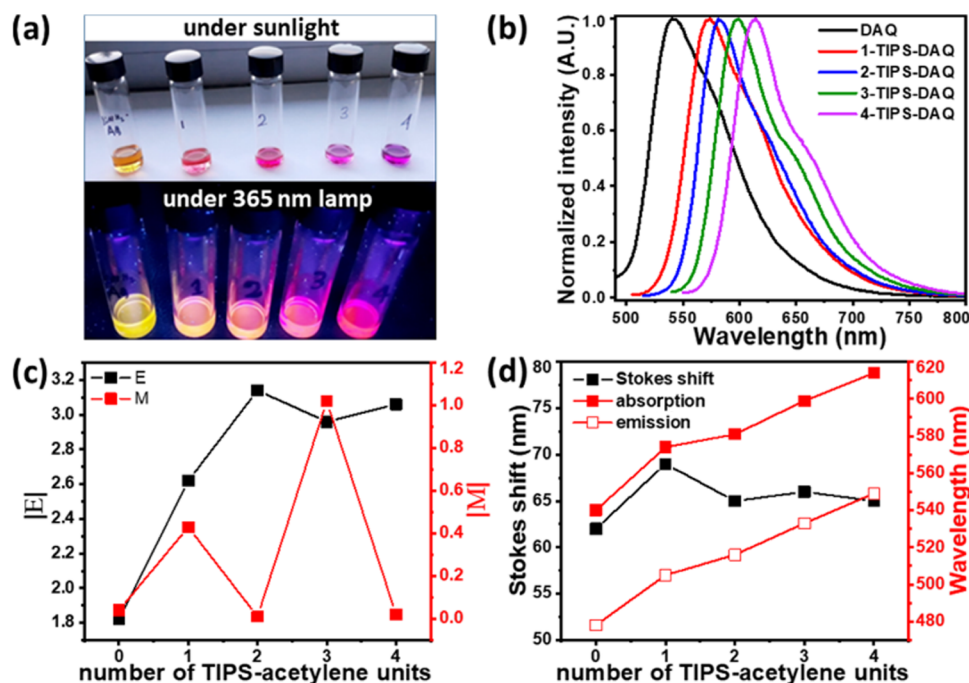 (a)
under sunlight
1
2
3
4
under 365 nm lamp
1
2
3
4
(b)
Normalized intensity (A.U.)
1.0
0.8
0.6
0.4
0.2
0.0
DAQ
1-TIPS-DAQ
2-TIPS-DAQ
3-TIPS-DAQ
4-TIPS-DAQ
500 550 600 650 700 750 800
Wavelength (nm)
(c)
|E|
3.2
3.0
2.8
2.6
2.4
2.2
2.0
1.8
E
M
1.2
1.0
0.8
0.6
0.4
0.2
0.0
|M|
0 1 2 3 4
number of TIPS-acetylene units
(d)
Stokes shift (nm)
80
75
70
65
60
55
50
Stokes shift
absorption
emission
620
600
580
560
540
520
500
480
Wavelength (nm)
0 1 2 3 4
number of TIPS-acetylene units